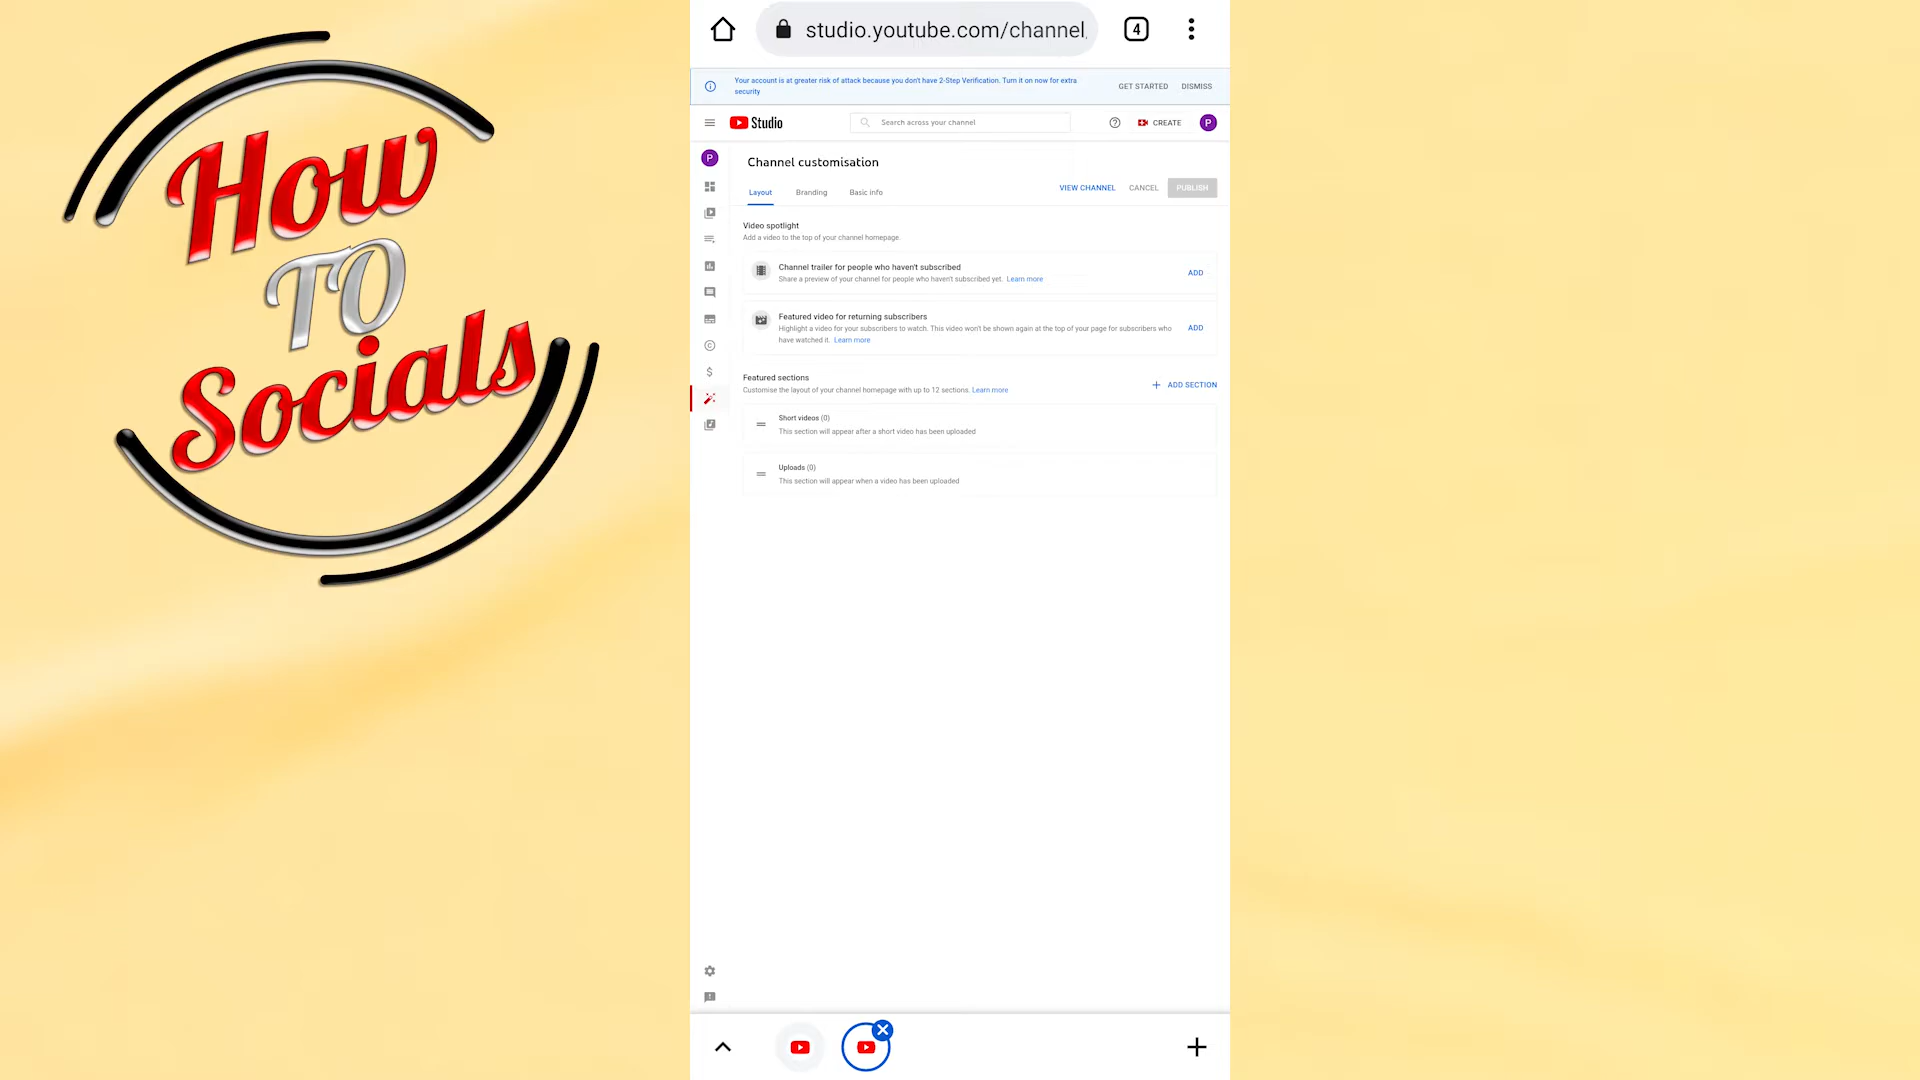 How
TO
Socials
studio.youtube.com/channel
4
Your account is at greater risk of attack because you don't have 2-Step Verification. Turn it on now for extra
security
GET STARTED
DISMISS
Studio
Search across your channel
CREATE
P
P
Channel customisation
Layout
Branding
Basic info
VIEW CHANNEL
CANCEL
PUBLISH
Video spotlight
Add a video to the top of your channel homepage.
Channel trailer for people who haven't subscribed
Share a preview of your channel for people who haven't subscribed yet. Learn more
ADD
Featured video for returning subscribers
Highlight a video for your subscribers to watch. This video won't be shown again at the top of your page for subscribers who
have watched it. Learn more
ADD
Featured sections
Customise the layout of your channel homepage with up to 12 sections. Learn more
ADD SECTION
Short videos (0)
This section will appear after a short video has been uploaded
Uploads (0)
This section will appear when a video has been uploaded